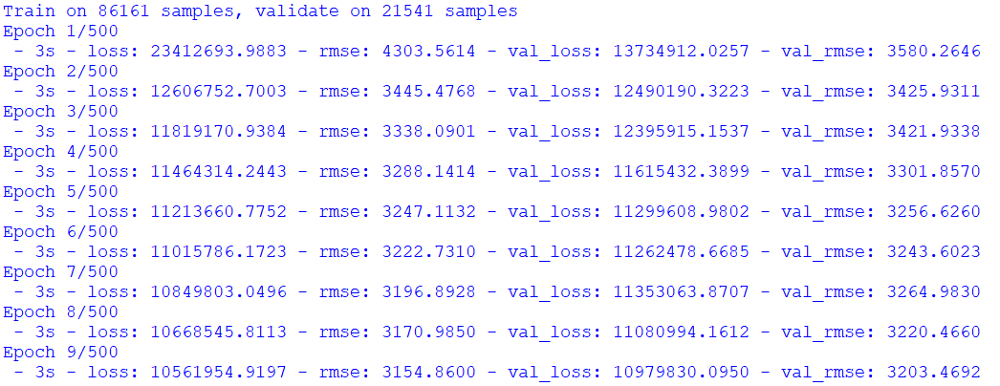 Train on 86161 samples, validate on 21541 samples
Epoch 1/500
 - 3s - loss: 23412693.9883 - rmse: 4303.5614 - val_loss: 13734912.0257 - val_rmse: 3580.2646
Epoch 2/500
 - 3s - loss: 12606752.7003 - rmse: 3445.4768 - val_loss: 12490190.3223 - val_rmse: 3425.9311
Epoch 3/500
 - 3s - loss: 11819170.9384 - rmse: 3338.0901 - val_loss: 12395915.1537 - val_rmse: 3421.9338
Epoch 4/500
 - 3s - loss: 11464314.2443 - rmse: 3288.1414 - val_loss: 11615432.3899 - val_rmse: 3301.8570
Epoch 5/500
 - 3s - loss: 11213660.7752 - rmse: 3247.1132 - val_loss: 11299608.9802 - val_rmse: 3256.6260
Epoch 6/500
 - 3s - loss: 11015786.1723 - rmse: 3222.7310 - val_loss: 11262478.6685 - val_rmse: 3243.6023
Epoch 7/500
 - 3s - loss: 10849803.0496 - rmse: 3196.8928 - val_loss: 11353063.8707 - val_rmse: 3264.9830
Epoch 8/500
 - 3s - loss: 10668545.8113 - rmse: 3170.9850 - val_loss: 11080994.1612 - val_rmse: 3220.4660
Epoch 9/500
 - 3s - loss: 10561954.9197 - rmse: 3154.8600 - val_loss: 10979830.0950 - val_rmse: 3203.4692